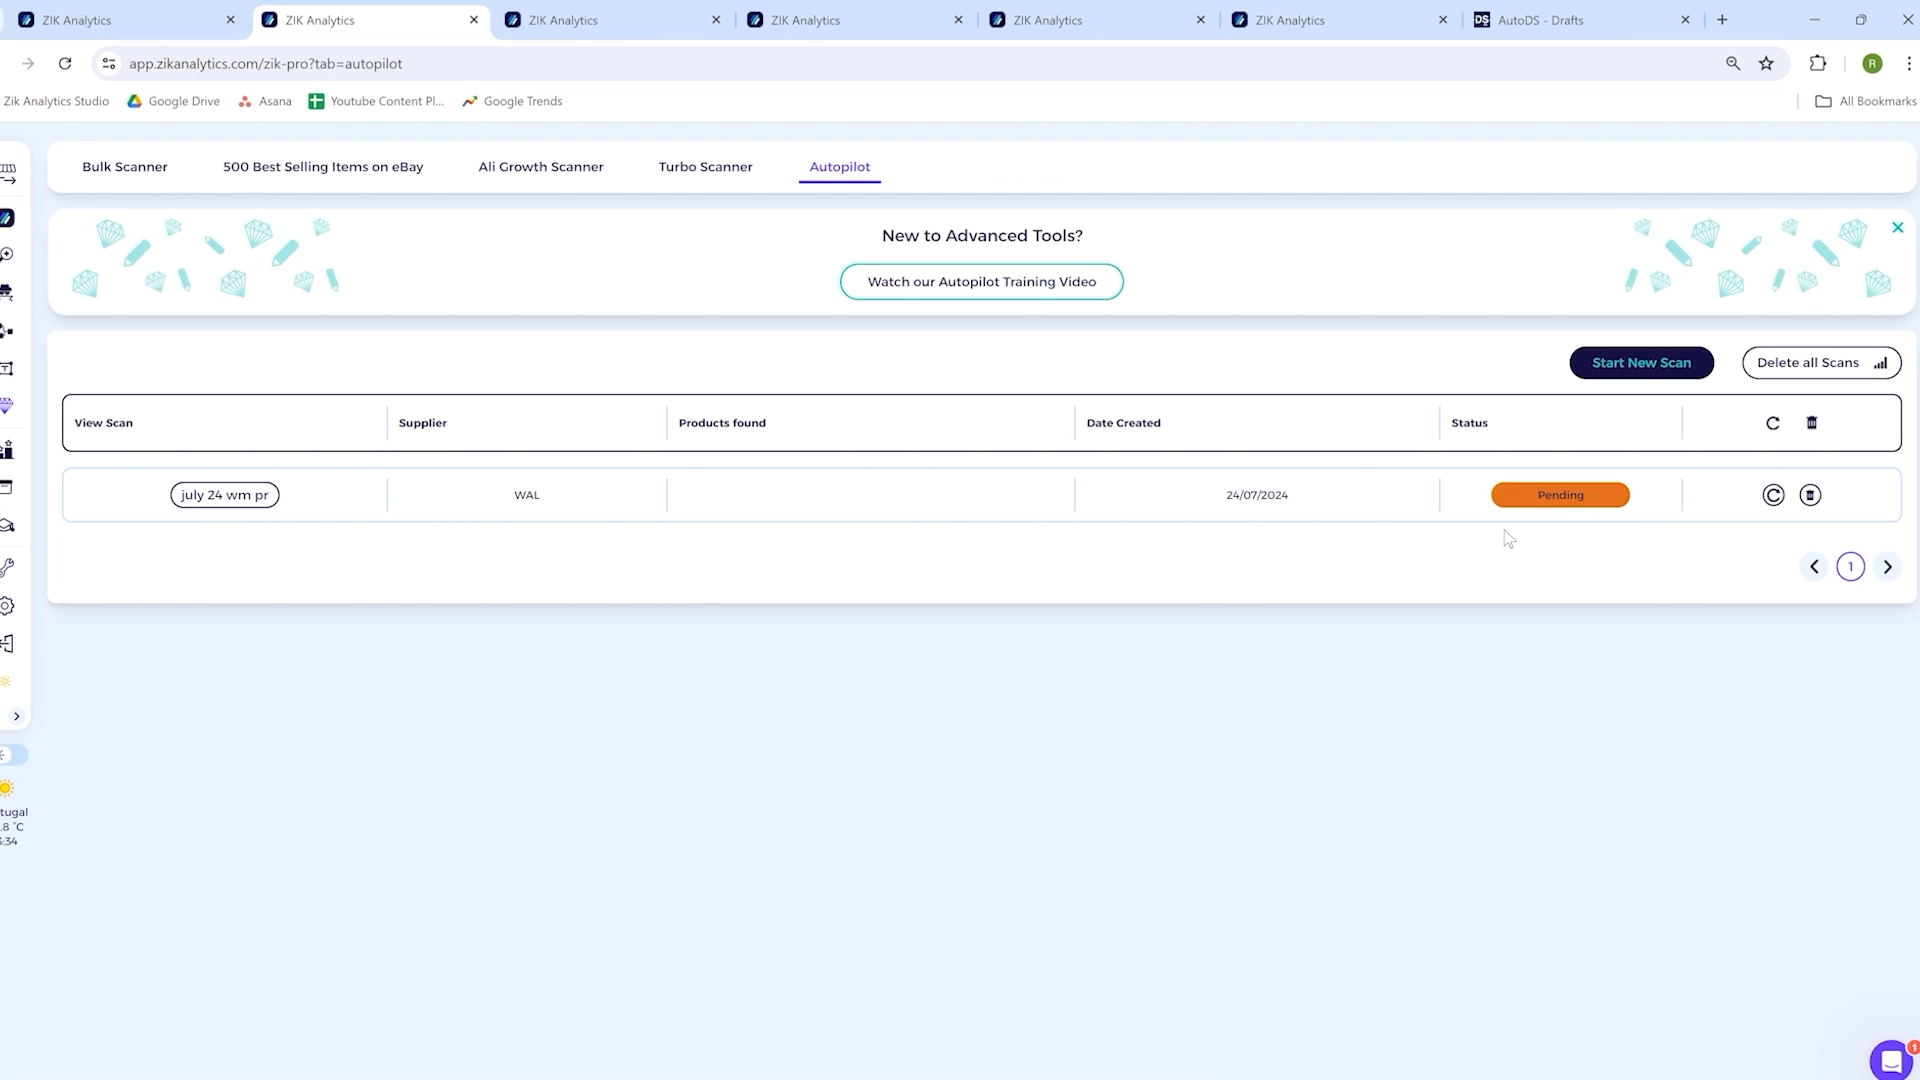 ZIK Analytics
ZIK Analytics
ZIK Analytics
ZIK Analytics
ZIK Analytics
ZIK Analytics
DS
AutoDS - Drafts
app.zikanalytics.com/zik-pro?tab=autopilot
R
Zik Analytics Studio
Google Drive
Asana
Youtube Content Pl...
Google Trends
All Bookmarks
Bulk Scanner
500 Best Selling Items on eBay
Ali Growth Scanner
Turbo Scanner
Autopilot
New to Advanced Tools?
Watch our Autopilot Training Video
Start New Scan
Delete all Scans
View Scan
Supplier
Products found
Date Created
Status
july 24 wm pr
WAL
24/07/2024
Pending
1
tugal
.8 °C
:34
1